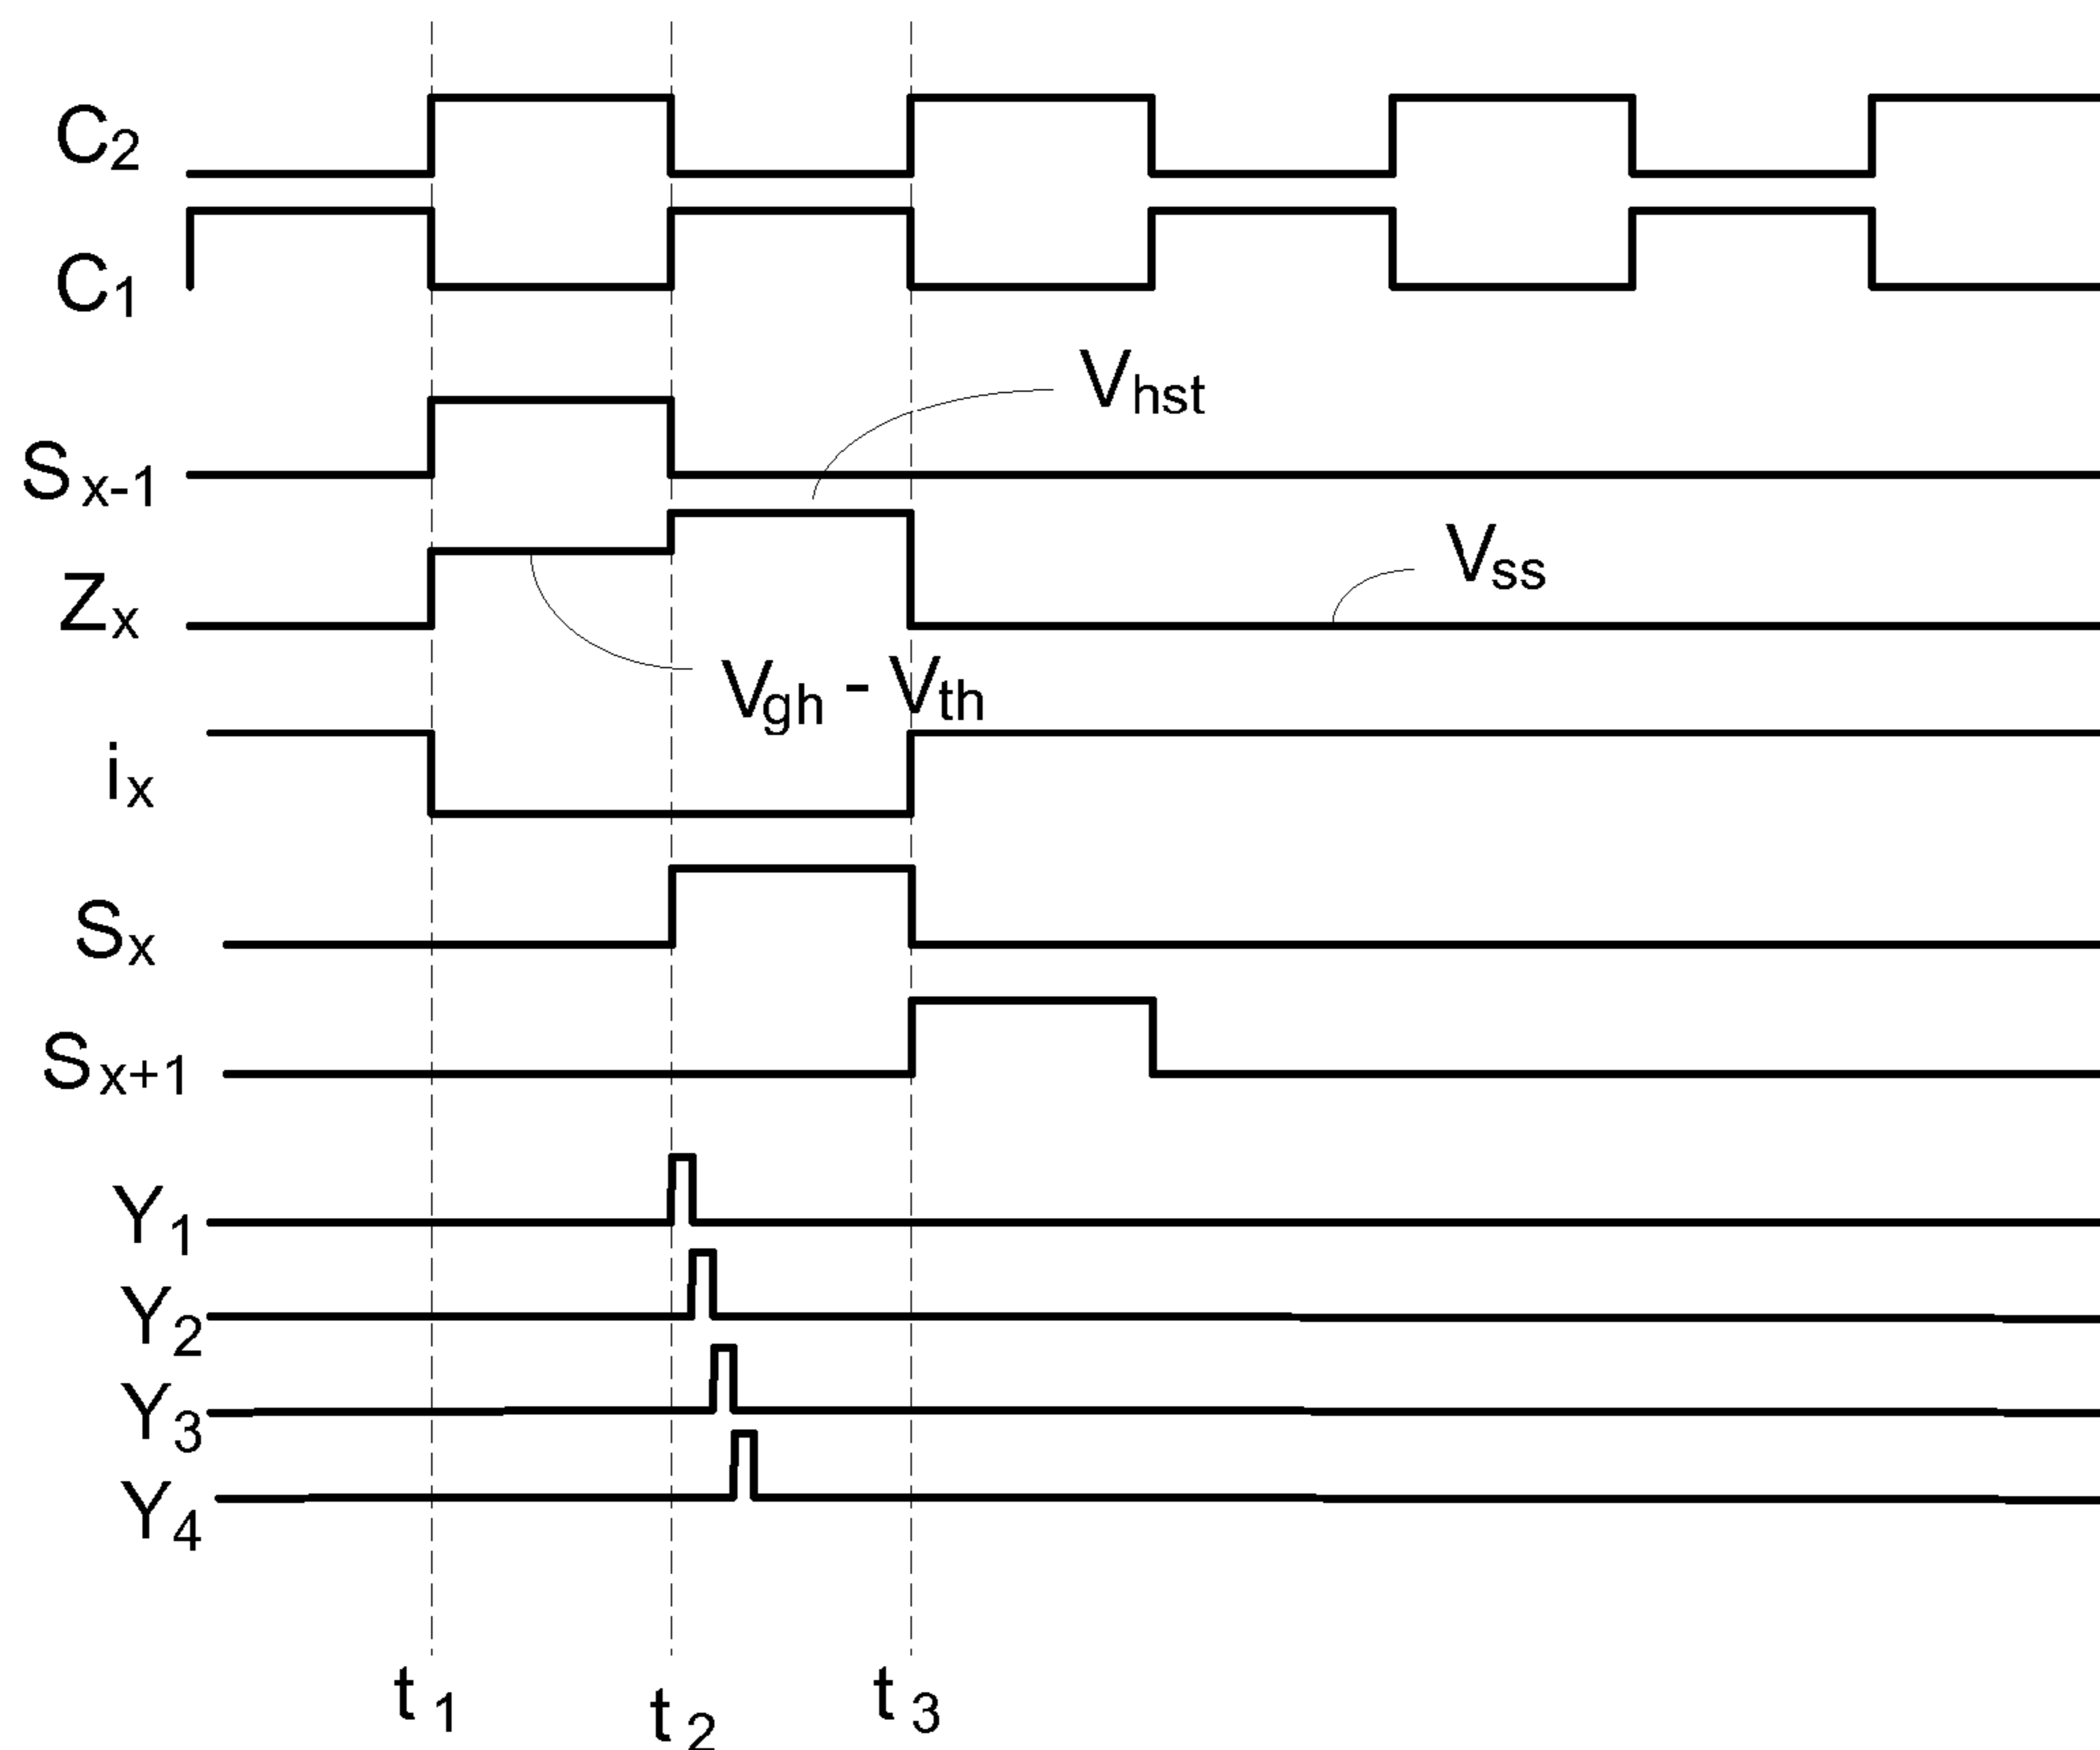 C2
C1
Vhst
Sx-1
Vss
Zx
Vgh - Vth
ix
Sx
Sx+1
Y1
Y2
Y3
Y4
t1 t2 t3